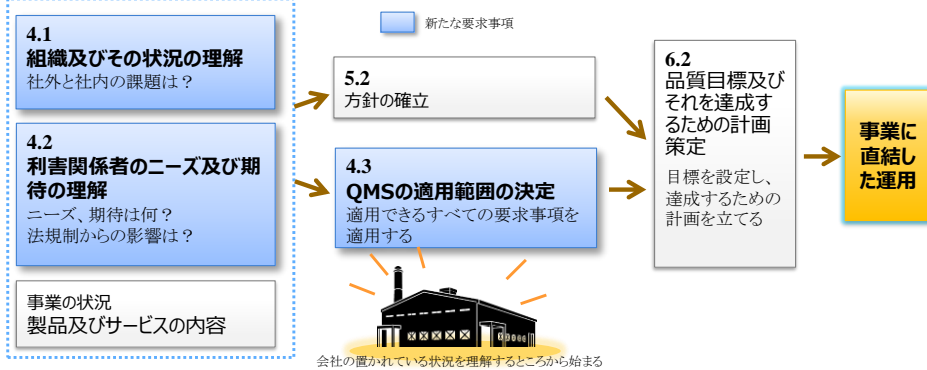 新たな要求事項
4.1
組織及びその状況の理解
社外と社内の課題は？
4.2
利害関係者のニーズ及び期
待の理解
ニーズ、期待は何？
法規制からの影響は？
事業の状況
製品及びサービスの内容
5.2
方針の確立
4.3
QMSの適用範囲の決定
適用できるすべての要求事項を
適用する
会社の置かれている状況を理解するところから始まる
6.2
品質目標及び
それを達成す
るための計画
策定
目標を設定し、
達成するための
計画を立てる
事業に
直結し
た運用